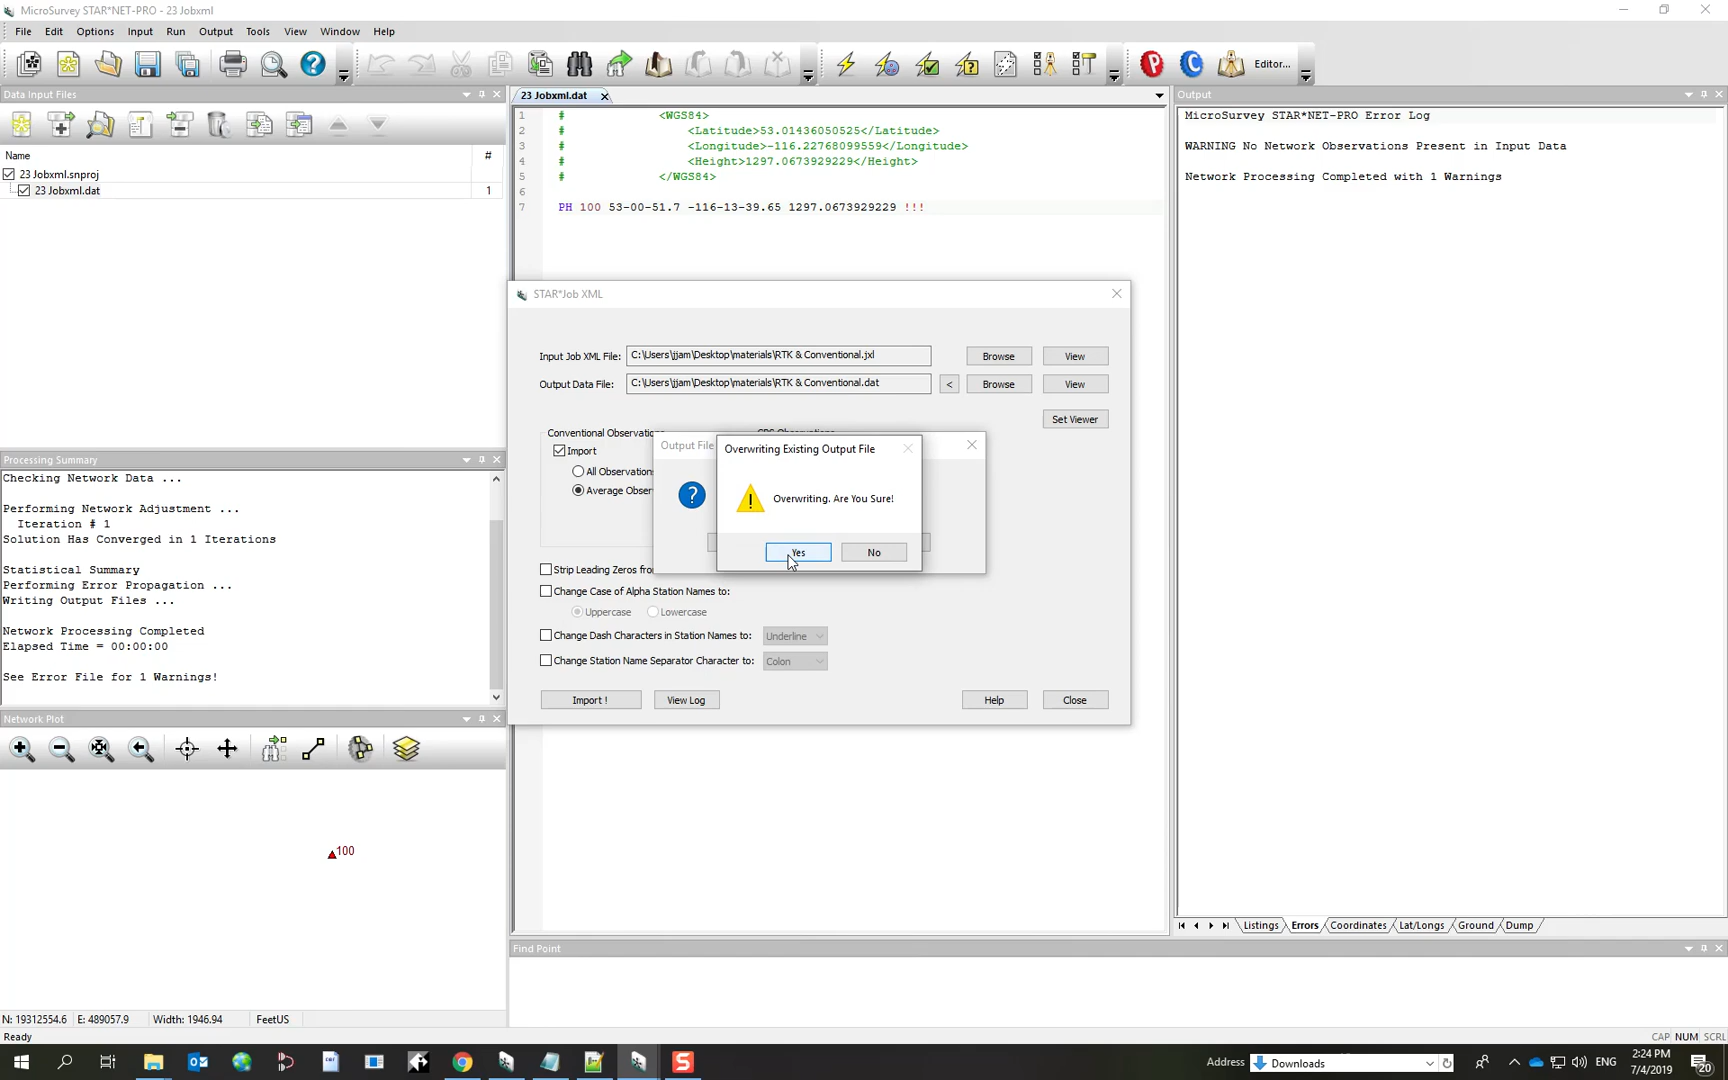 MicroSurvey STAR*NET-PRO - 23 Jobxml
File Edit Options Input Run Output Tools View Window Help
Editor...
Data Input Files
Name #
23 Jobxml.snproj
23 Jobxml.dat 1
23 Jobxml.dat
1 # <WGS84>
2 # <Latitude>53.01436050525</Latitude>
3 # <Longitude>-116.22768099559</Longitude>
4 # <Height>1297.0673929229</Height>
5 # </WGS84>
6
7 PH 100 53-00-51.7 -116-13-39.65 1297.0673929229 !!!
Output
MicroSurvey STAR*NET-PRO Error Log
WARNING No Network Observations Present in Input Data
Network Processing Completed with 1 Warnings
STAR*Job XML
Input Job XML File: C:\Users\jjam\Desktop\materials\RTK & Conventional.jxl Browse View
Output Data File: C:\Users\jjam\Desktop\materials\RTK & Conventional.dat < Browse View
Set Viewer
Conventional Observations
Import
All Observations
Average Obser
Output File
Overwriting Existing Output File
Overwriting. Are You Sure!
Yes No
Strip Leading Zeros from
Change Case of Alpha Station Names to:
Uppercase Lowercase
Change Dash Characters in Station Names to: Underline
Change Station Name Separator Character to: Colon
Import ! View Log Help Close
Processing Summary
Checking Network Data ...
Performing Network Adjustment ...
Iteration # 1
Solution Has Converged in 1 Iterations
Statistical Summary
Performing Error Propagation ...
Writing Output Files ...
Network Processing Completed
Elapsed Time = 00:00:00
See Error File for 1 Warnings!
Network Plot
100
N: 19312554.6 E: 489057.9 Width: 1946.94 FeetUS
Listings Errors Coordinates Lat/Longs Ground Dump
Find Point
Ready
CAP NUM SCRL
Address Downloads
ENG
2:24 PM
7/4/2019
20